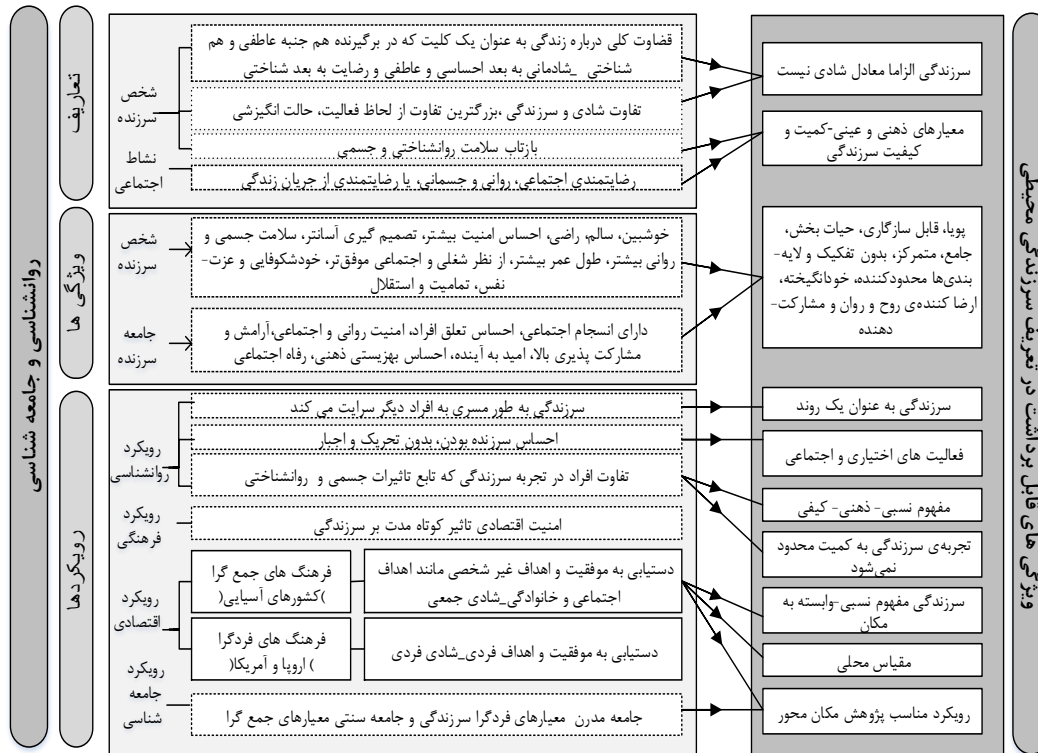 روانشناسی و جامعه شناسی
تعاریف
شخص
سرزنده
قضاوت کلی درباره زندگی به عنوان یک کلیت که در برگیرنده هم جنبه عاطفی و هم
شناختی _شادمانی به بعد احساسی و عاطفی و رضایت به بعد شناختی
تفاوت شادی و سرزندگی ،بزرگترین تفاوت از لحاظ فعالیت، حالت انگیزشی
بازتاب سلامت روانشناختی و جسمی
نشاط
اجتماعی
رضایتمندی اجتماعی، روانی و جسمانی، یا رضایتمندی از جریان زندگی
سرزندگی الزاما معادل شادی نیست
معیارهای ذهنی و عینی-کمیت و
کیفیت سرزندگی
ویژگی ها
شخص
سرزنده
خوشبین، سالم، راضی، احساس امنیت بیشتر، تصمیم گیری آسانتر، سلامت جسمی و
روانی بیشتر، طول عمر بیشتر، از نظر شغلی و اجتماعی موفق‌تر، خودشکوفایی و عزت-
نفس، تمامیت و استقلال
جامعه
سرزنده
دارای انسجام اجتماعی، احساس تعلق افراد، امنیت روانی و اجتماعی،آرامش و
مشارکت پذیری بالا، امید به آینده، احساس بهزیستی ذهنی، رفاه اجتماعی
پویا، قابل سازگاری، حیات بخش،
جامع، متمرکز، بدون تفکیک و لایه-
بندی‌ها محدودکننده، خودانگیخته،
ارضا کننده‌ی روح و روان و مشارکت-
دهنده
رویکردها
رویکرد
روانشناسی
سرزندگی به طور مسری به افراد دیگر سرایت می کند
احساس سرزنده بودن، بدون تحریک و اجبار
تفاوت افراد در تجربه سرزندگی که تابع تاثیرات جسمی و روانشناختی
رویکرد
فرهنگی
امنیت اقتصادی تاثیر کوتاه مدت بر سرزندگی
رویکرد
اقتصادی
فرهنگ های جمع گرا
)کشورهای آسیایی(
دستیابی به موفقیت و اهداف غیر شخصی مانند اهداف
اجتماعی و خانوادگی_شادی جمعی
فرهنگ های فردگرا
) اروپا و آمریکا(
دستیابی به موفقیت و اهداف فردی_شادی فردی
رویکرد
جامعه
شناسی
جامعه مدرن معیارهای فردگرا سرزندگی و جامعه سنتی معیارهای جمع گرا
سرزندگی به عنوان یک روند
فعالیت های اختیاری و اجتماعی
مفهوم نسبی- ذهنی- کیفی
تجربه‌ی سرزندگی به کمیت محدود
نمی‌شود
سرزندگی مفهوم نسبی-وابسته به
مکان
مقیاس محلی
رویکرد مناسب پژوهش مکان محور
ویژگی های قابل برداشت در تعریف سرزندگی محیطی